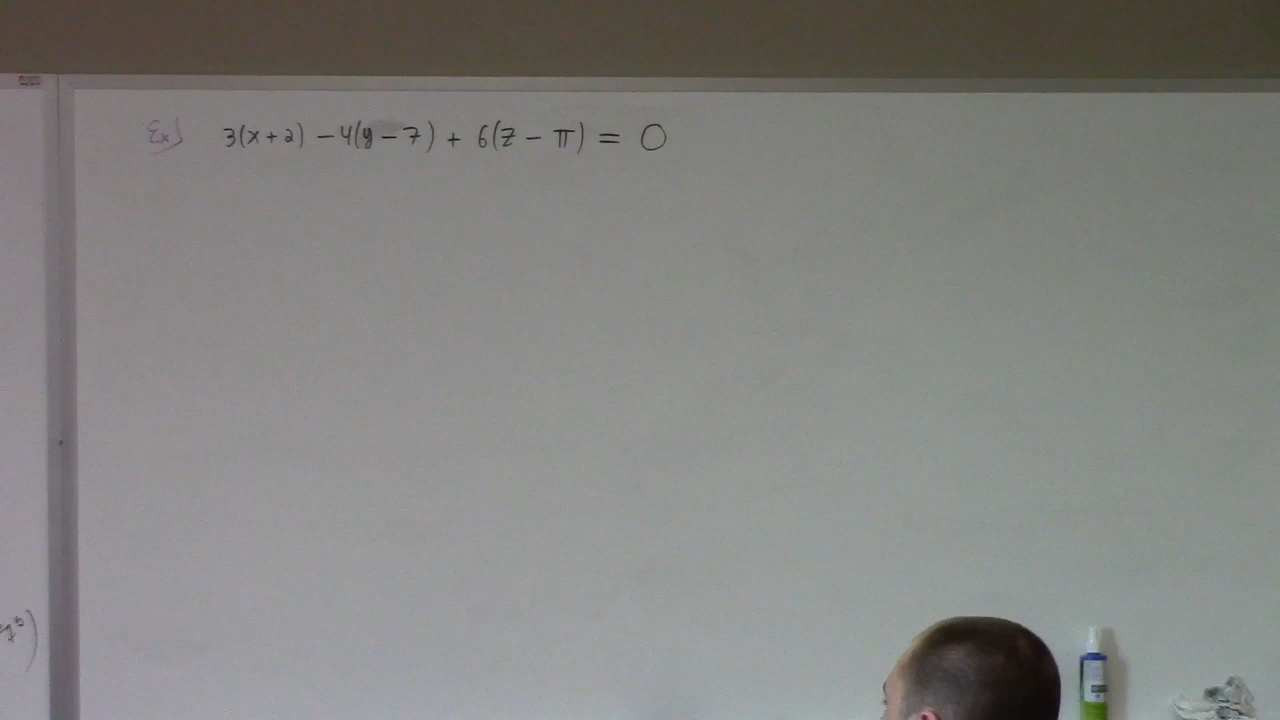 Ex) 3(x+2) - 4(y-7) + 6(z - π) = 0